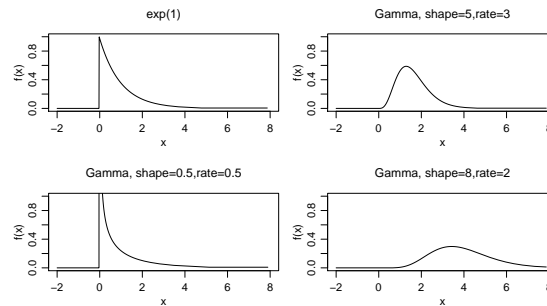 exp(1)
f(x)
0.0 0.4 0.8
−2 0 2 4 6 8
x
Gamma, shape=5,rate=3
f(x)
0.0 0.4 0.8
−2 0 2 4 6 8
x
Gamma, shape=0.5,rate=0.5
f(x)
0.0 0.4 0.8
−2 0 2 4 6 8
x
Gamma, shape=8,rate=2
f(x)
0.0 0.4 0.8
−2 0 2 4 6 8
x